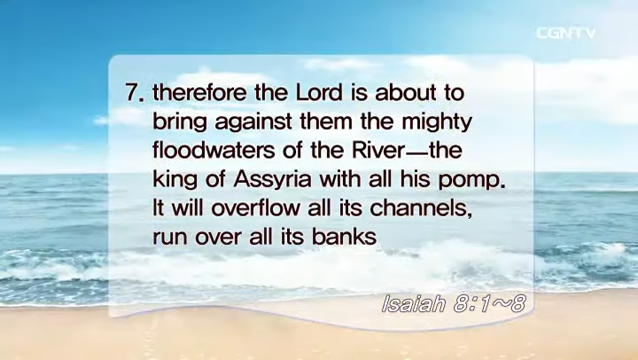 CGNTV
7. therefore the Lord is about to
bring against them the mighty
floodwaters of the River—the
king of Assyria with all his pomp.
It will overflow all its channels,
run over all its banks
Isaiah 8:1~8